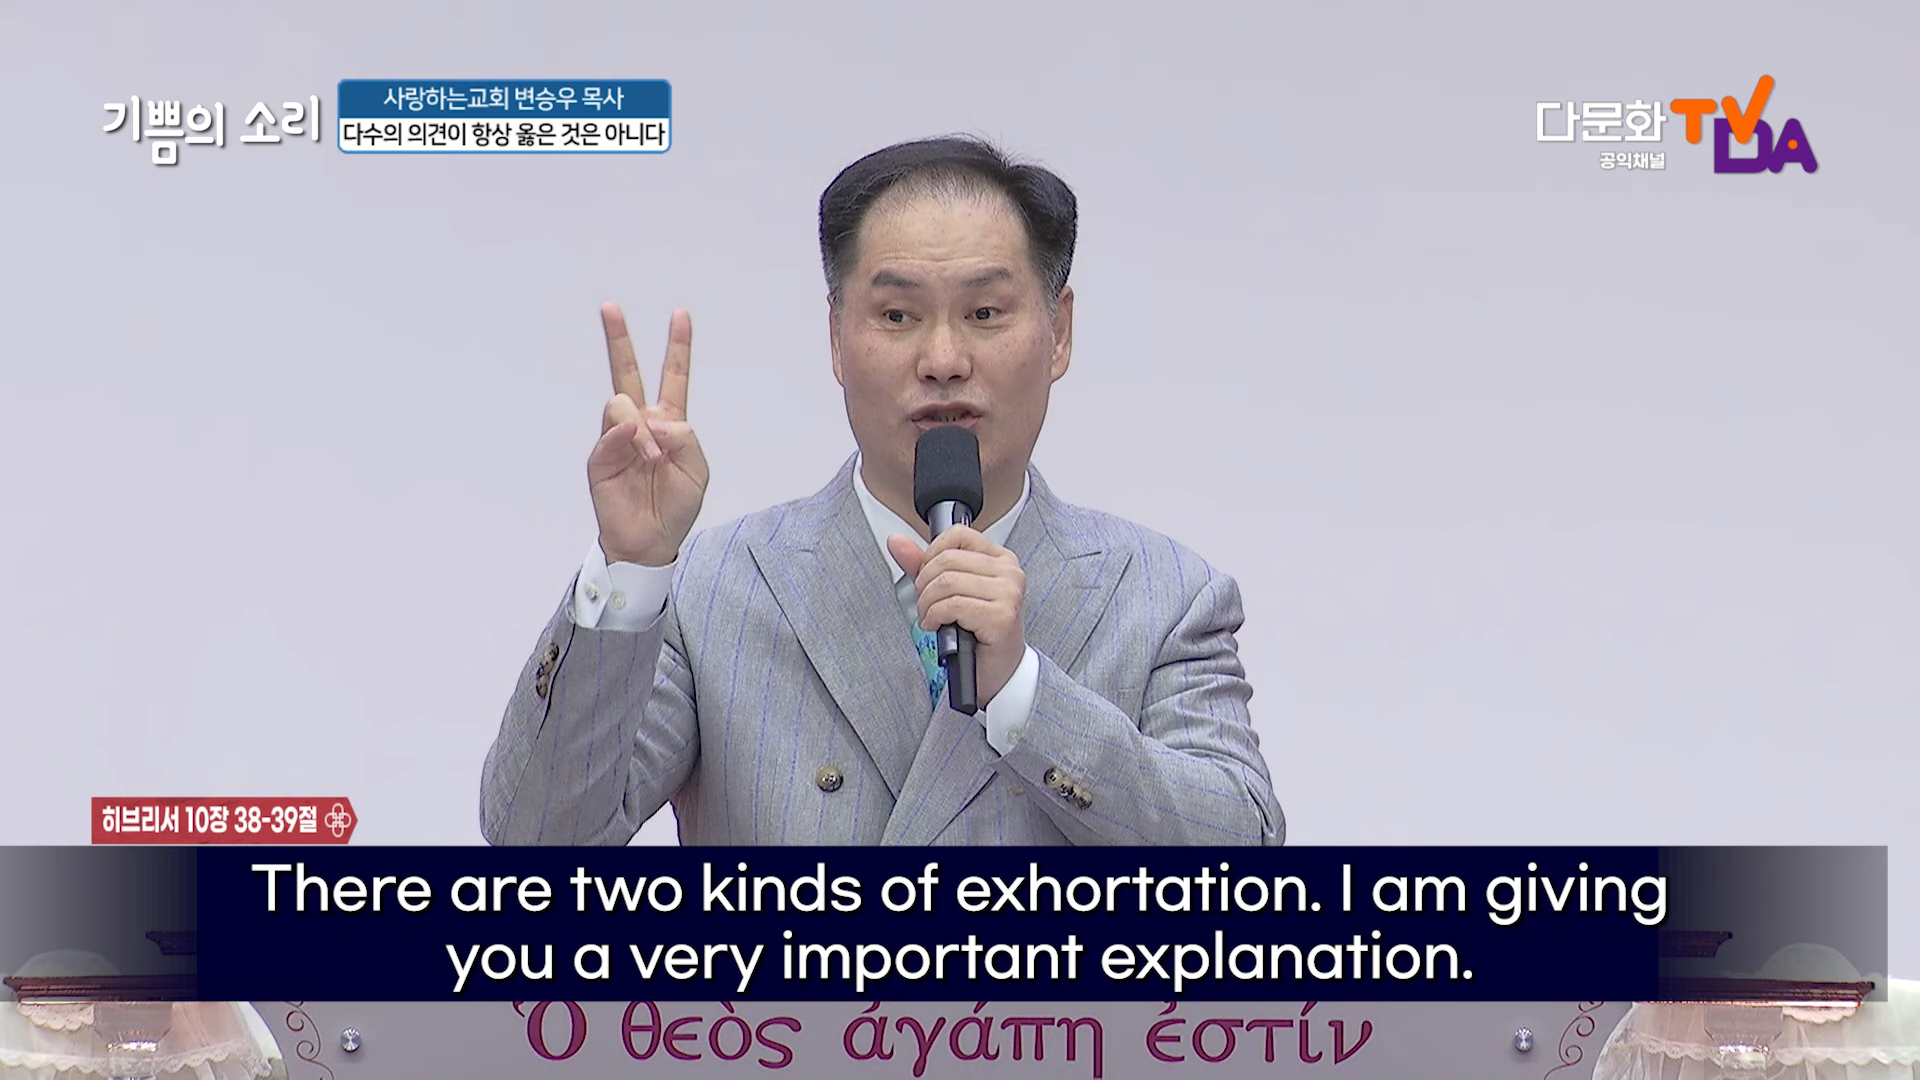 기쁨의 소리
사랑하는교회 변승우 목사
다수의 의견이 항상 옳은 것은 아니다
다문화 TV
DA
공익채널
히브리서 10장 38-39절
There are two kinds of exhortation. I am giving
you a very important explanation.
Ὁ θεὸς ἀγάπη ἐστίν